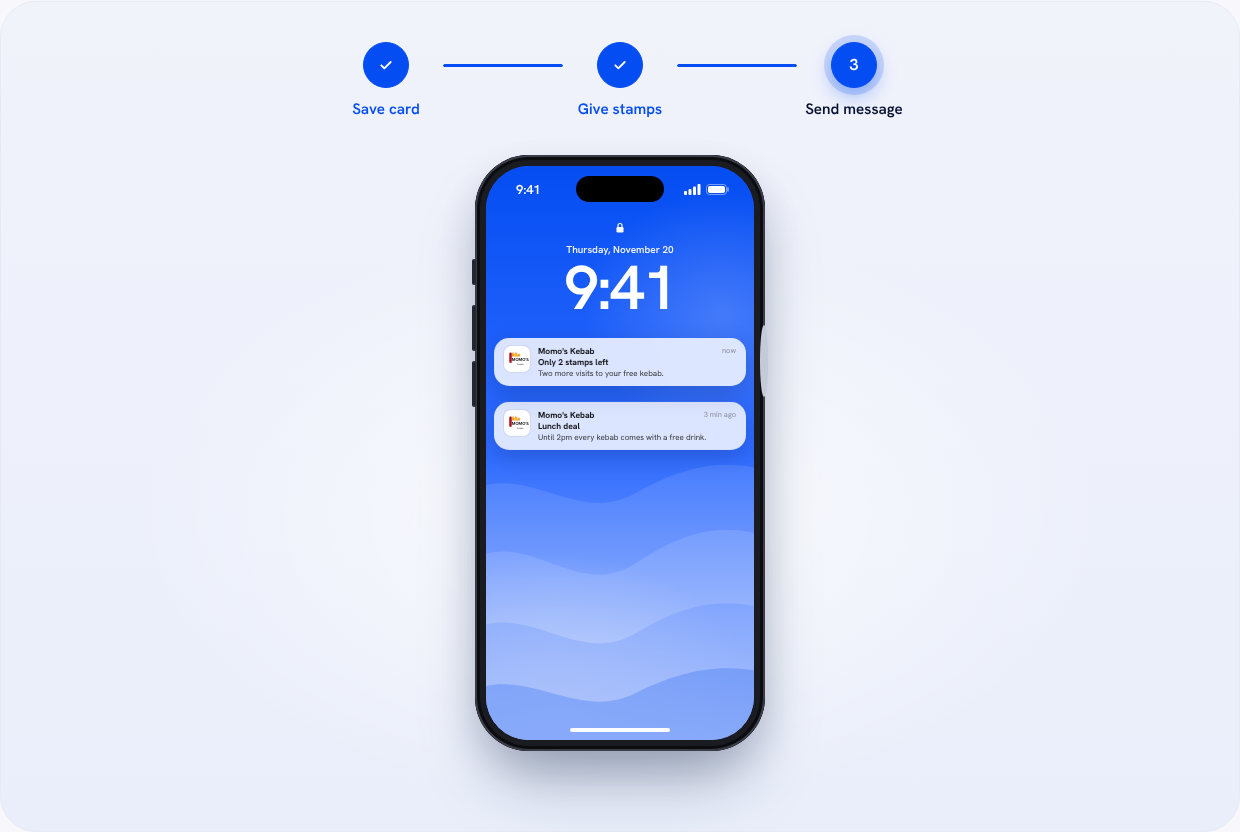 3
Save card
Give stamps
Send message
9:41
Thursday, November 20
9:41
MOMO'S
Momo's Kebab
now
Only 2 stamps left
Two more visits to your free kebab.
MOMO'S
Momo's Kebab
3 min ago
Lunch deal
Until 2pm every kebab comes with a free drink.